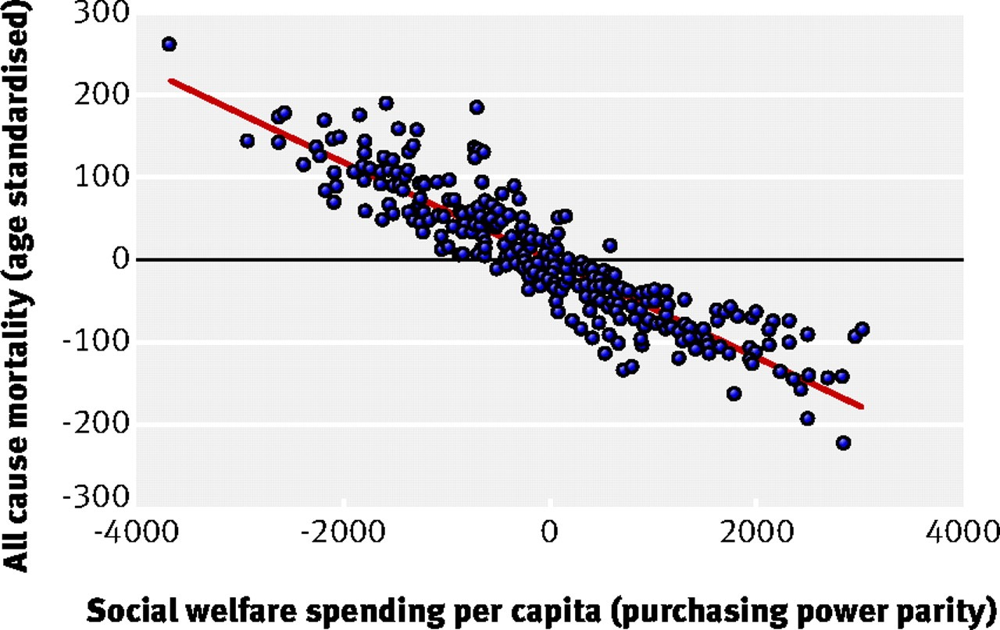 All cause mortality (age standardised)
300
200
100
0
-100
-200
-300
-4000 -2000 0 2000 4000
Social welfare spending per capita (purchasing power parity)